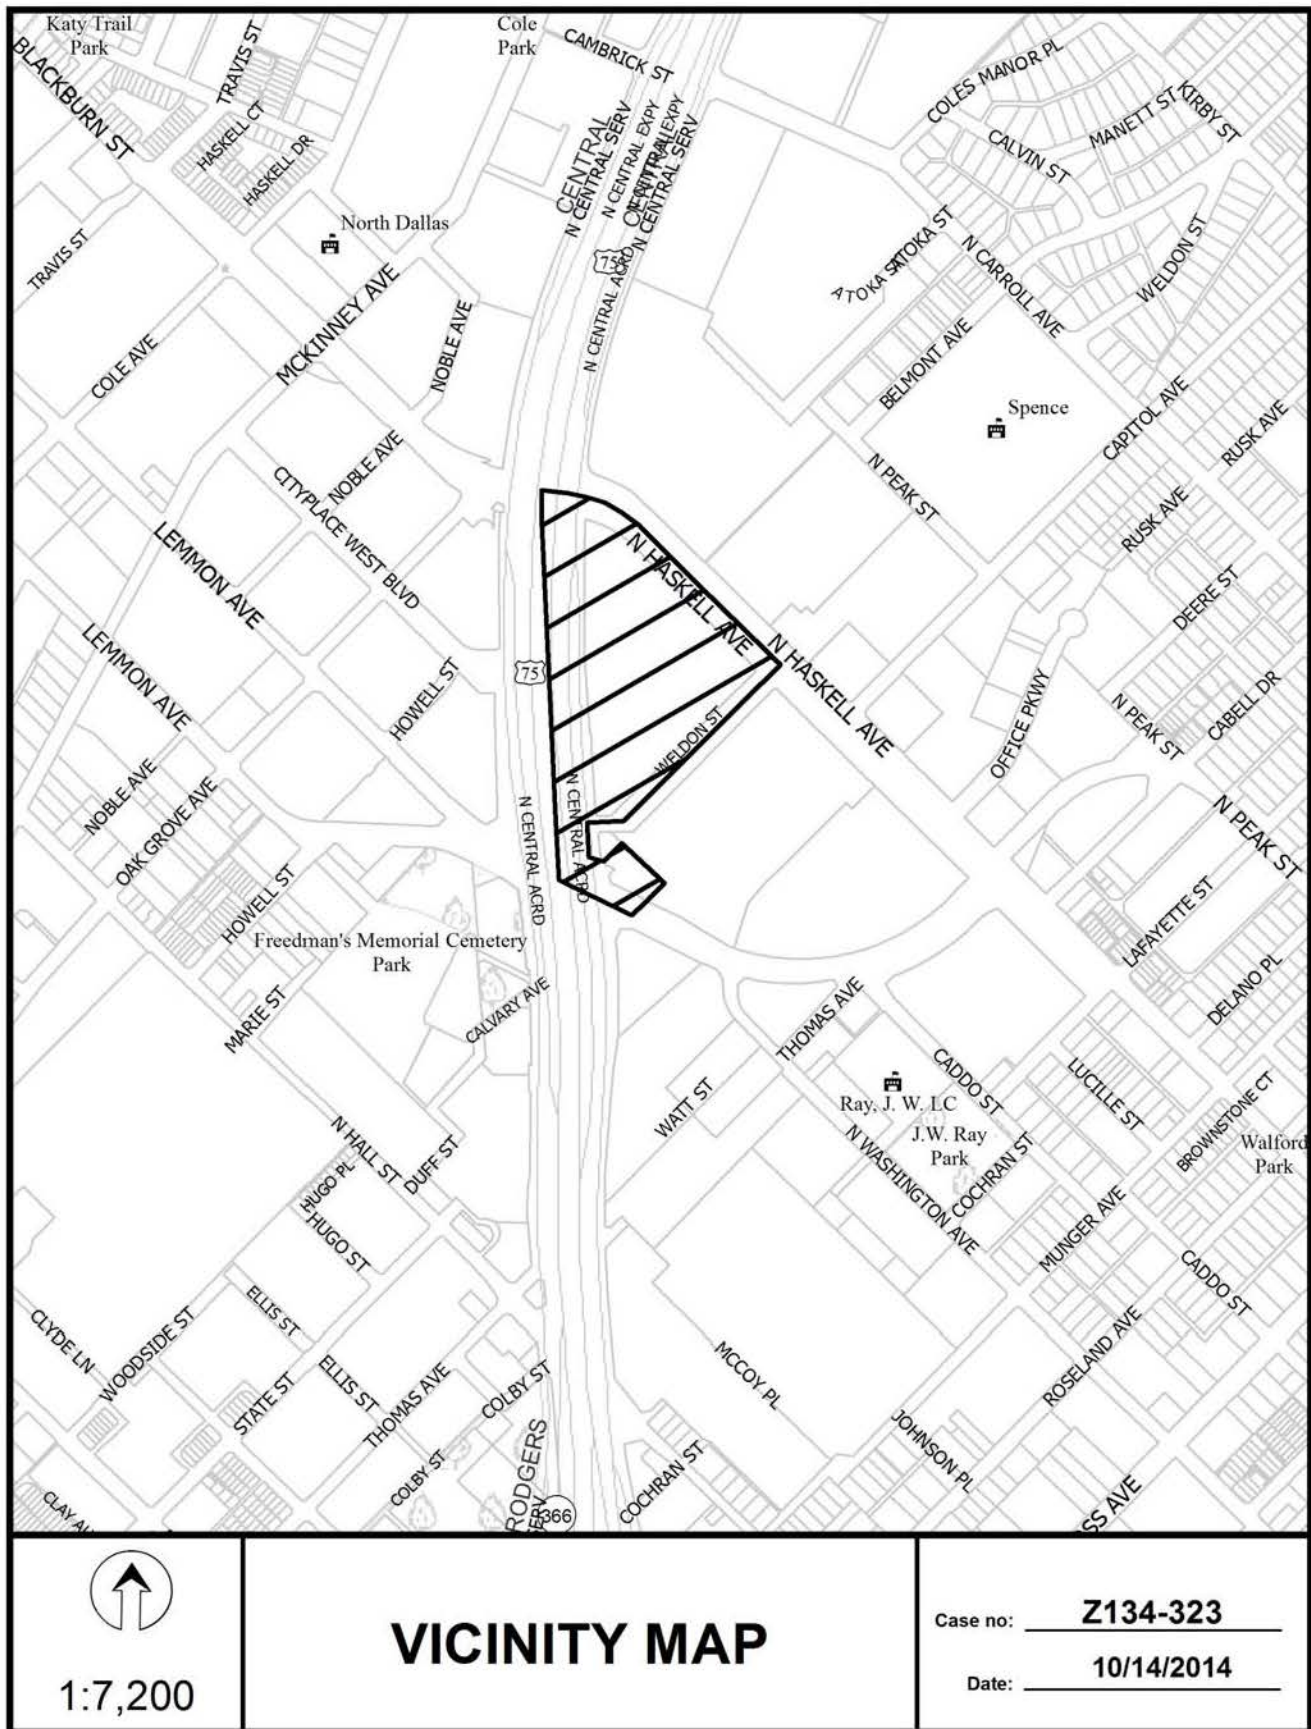 Katy Trail
Park
Cole
Park
CAMBRICK ST
TRAVIS ST
BLACKBURN ST
COLES MANOR PL
KIRBY ST
MANETT ST
CALVIN ST
HASKELL CT
HASKELL DR
CENTRAL
N CENTRAL SERV
N CENTRAL EXPY
N CENTRAL SERV
North Dallas
TRAVIS ST
75
N CENTRAL ACRD
ATOKA ST
ATOKA ST
N CARROLL AVE
WELDON ST
MCKINNEY AVE
NOBLE AVE
COLE AVE
BELMONT AVE
Spence
CAPITOL AVE
RUSK AVE
NOBLE AVE
CITYPLACE WEST BLVD
N PEAK ST
RUSK AVE
LEMMON AVE
N HASKELL AVE
DEERE ST
LEMMON AVE
75
N HASKELL AVE
HOWELL ST
OFFICE PKWY
N PEAK ST
CABELL DR
WELDON ST
NOBLE AVE
OAK GROVE AVE
N CENTRAL ACRD
N CENTRAL ACRD
N PEAK ST
HOWELL ST
LAFAYETTE ST
Freedman's Memorial Cemetery
Park
DELANO PL
MARIE ST
CALVARY AVE
THOMAS AVE
CADDO ST
LUCILLE ST
WATT ST
Ray, J. W. LC
J.W. Ray
Park
BROWNSTONE CT
Walford
Park
N HALL ST
DUFF ST
HUGO PL
HUGO ST
N WASHINGTON AVE
COCHRAN ST
MUNGER AVE
CADDO ST
ELLIS ST
CLYDE LN
WOODSIDE ST
STATE ST
ELLIS ST
THOMAS AVE
COLBY ST
MCCOY PL
ROSELAND AVE
COLBY ST
JOHNSON PL
RODGERS
SERV
366
COCHRAN ST
CLAY A
SS AVE
1:7,200
VICINITY MAP
Case no: Z134-323
Date: 10/14/2014